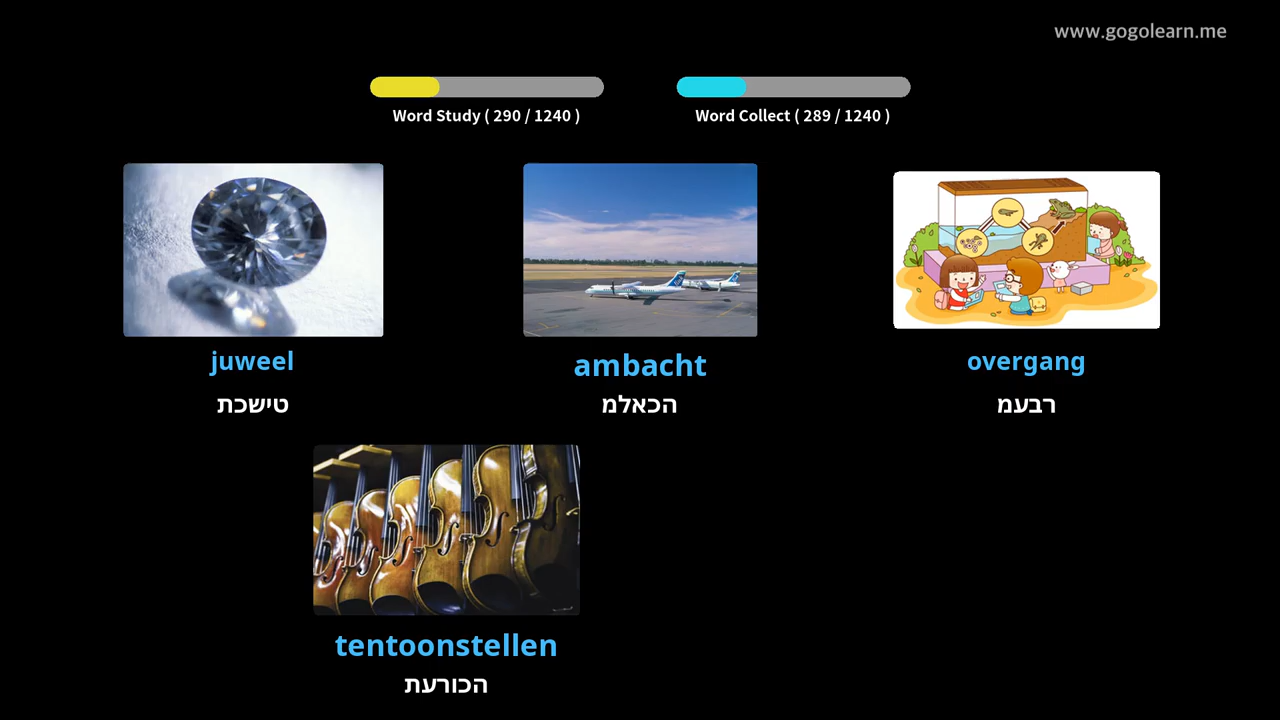 www.gogolearn.me
Word Study ( 290 / 1240 )
Word Collect ( 289 / 1240 )
juweel
טישכת
ambacht
הכאלמ
overgang
רבעמ
tentoonstellen
הכורעת